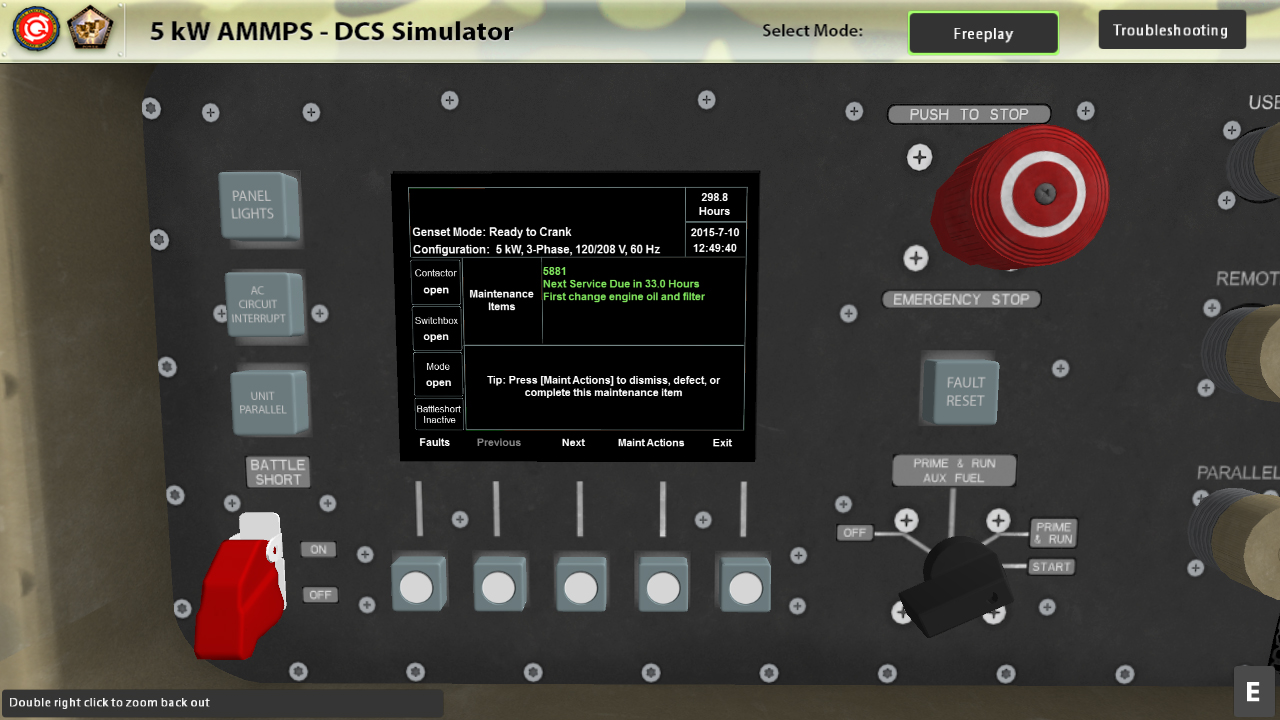 5 kW AMMPS - DCS Simulator
Select Mode:
Freeplay
Troubleshooting
PUSH TO STOP
EMERGENCY STOP
PANEL
LIGHTS
AC
CIRCUIT
INTERRUPT
UNIT
PARALLEL
BATTLE
SHORT
ON
OFF
298.8
Hours
Genset Mode: Ready to Crank
2015-7-10
Configuration: 5 kW, 3-Phase, 120/208 V, 60 Hz
12:49:40
Contactor
open
Switchbox
open
Mode
open
Battleshort
Inactive
Maintenance
Items
5881
Next Service Due in 33.0 Hours
First change engine oil and filter
Tip: Press [Maint Actions] to dismiss, defect, or
complete this maintenance item
Faults
Previous
Next
Maint Actions
Exit
FAULT
RESET
PRIME & RUN
AUX FUEL
OFF
PRIME
& RUN
START
USE
REMOT
PARALLEL
Double right click to zoom back out
E